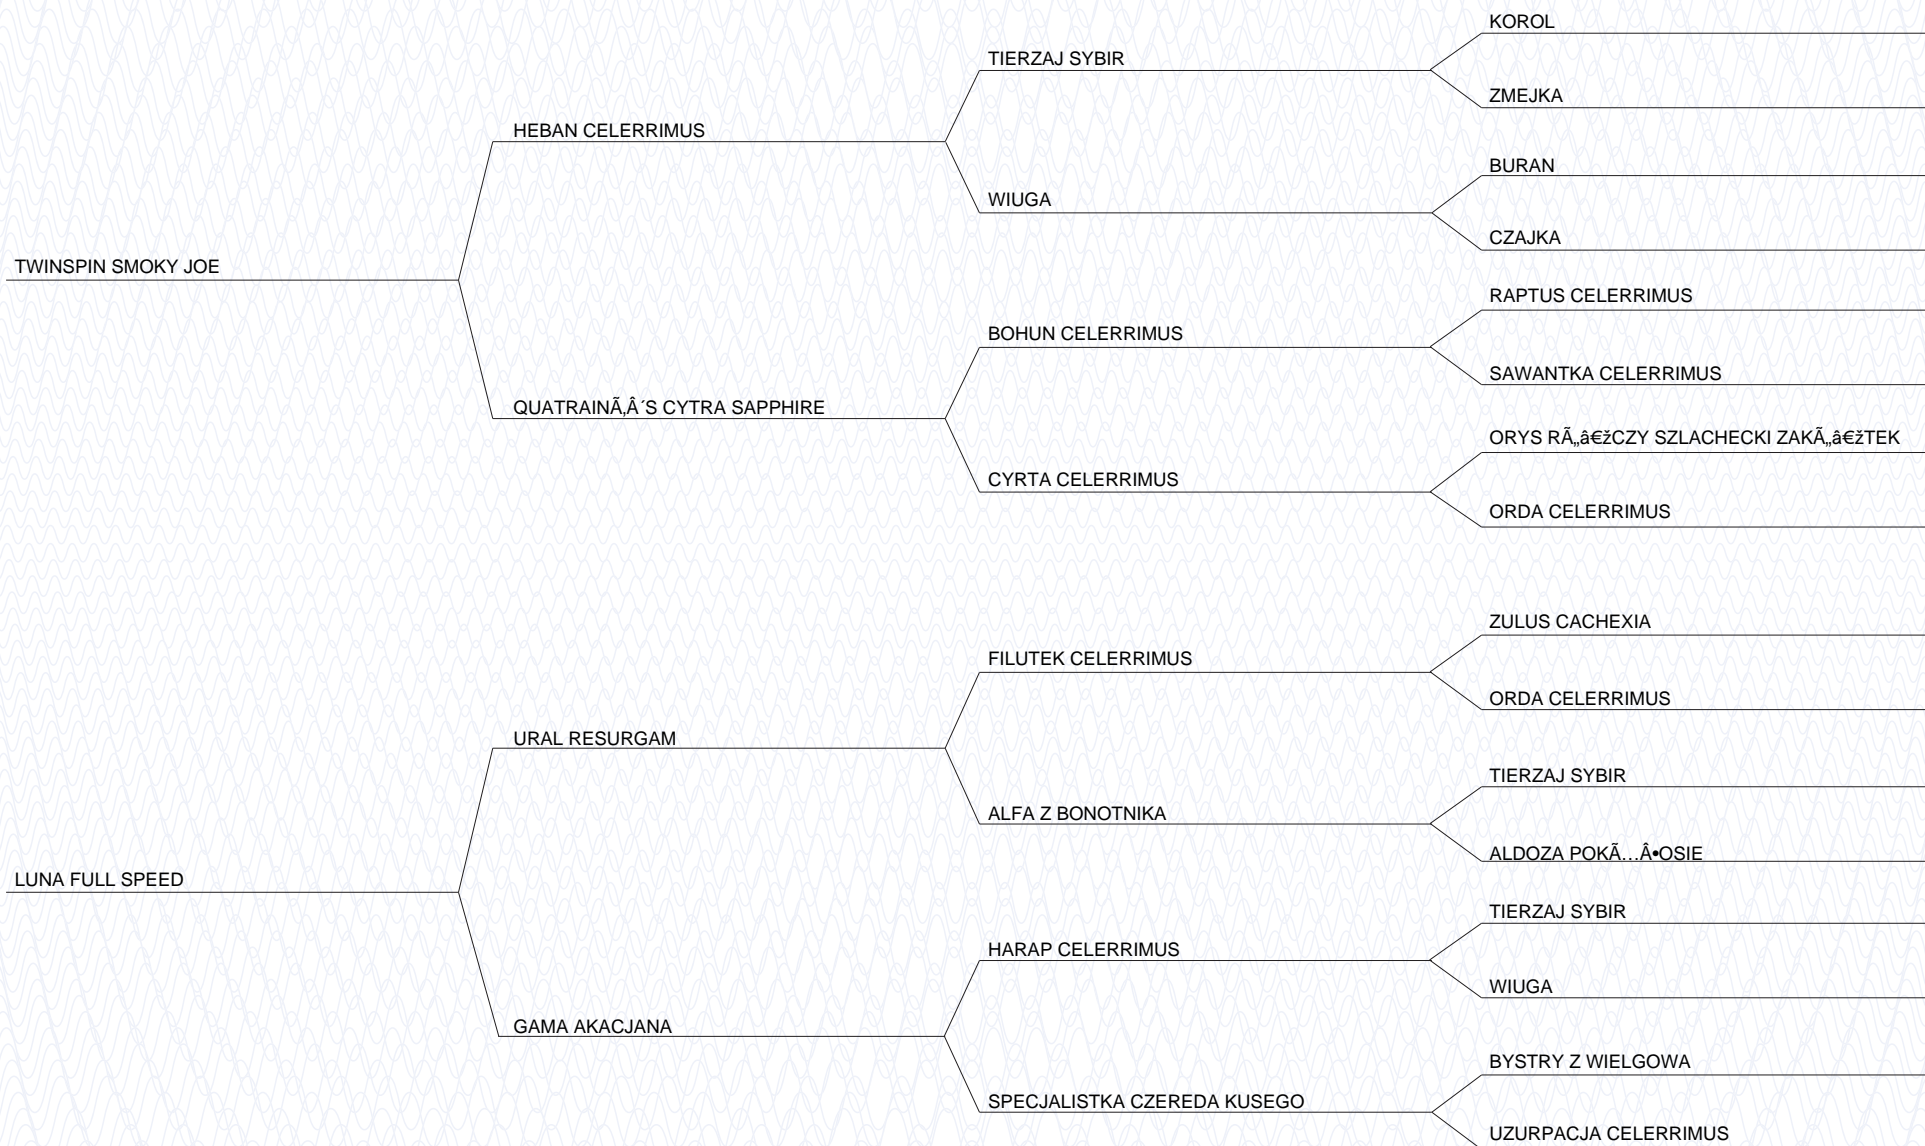 KOROL
TIERZAJ SYBIR
ZMEJKA
HEBAN CELERRIMUS
BURAN
WIUGA
CZAJKA
TWINSPIN SMOKY JOE
RAPTUS CELERRIMUS
BOHUN CELERRIMUS
SAWANTKA CELERRIMUS
QUATRAINÃ‚Â´S CYTRA SAPPHIRE
ORYS RÃ„â€žCZY SZLACHECKI ZAKÃ„â€žTEK
CYRTA CELERRIMUS
ORDA CELERRIMUS
ZULUS CACHEXIA
FILUTEK CELERRIMUS
ORDA CELERRIMUS
URAL RESURGAM
TIERZAJ SYBIR
ALFA Z BONOTNIKA
ALDOZA POKÃ…Â•OSIE
LUNA FULL SPEED
TIERZAJ SYBIR
HARAP CELERRIMUS
WIUGA
GAMA AKACJANA
BYSTRY Z WIELGOWA
SPECJALISTKA CZEREDA KUSEGO
UZURPACJA CELERRIMUS